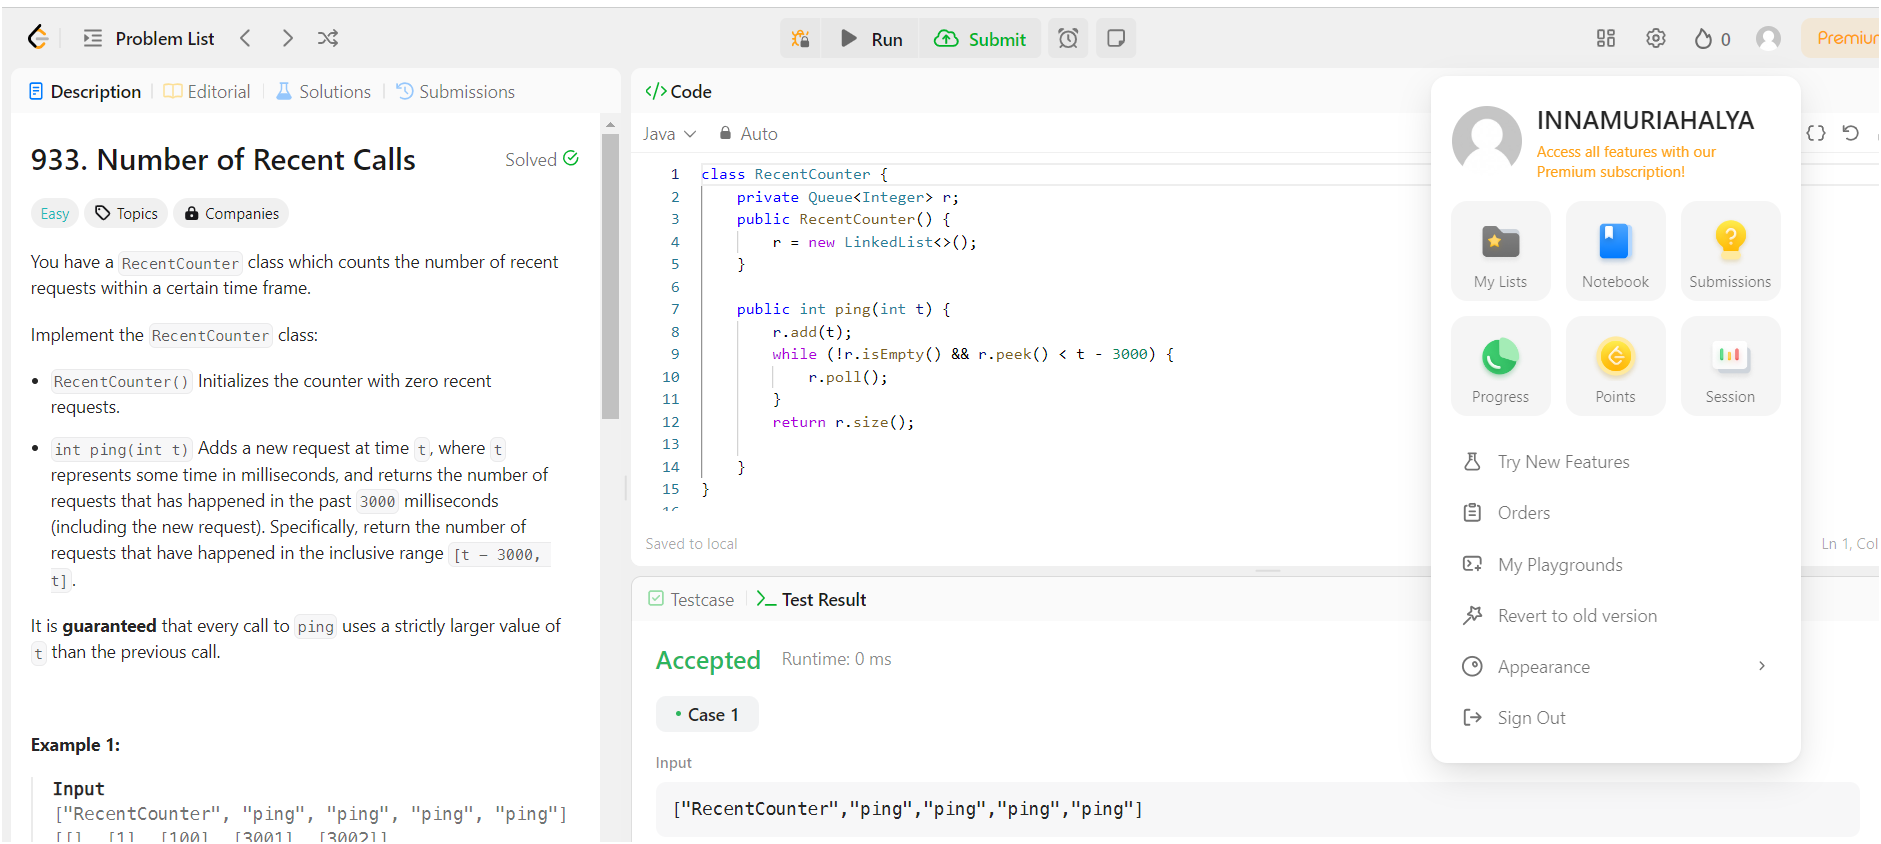 Problem List
Run
Submit
0
Premiu
Description
Editorial
Solutions
Submissions
933. Number of Recent Calls
Solved
Easy
Topics
Companies
You have a RecentCounter class which counts the number of recent
requests within a certain time frame.
Implement the RecentCounter class:
• RecentCounter() Initializes the counter with zero recent
requests.
• int ping(int t) Adds a new request at time t, where t
represents some time in milliseconds, and returns the number of
requests that has happened in the past 3000 milliseconds
(including the new request). Specifically, return the number of
requests that have happened in the inclusive range [t - 3000,
t].
It is guaranteed that every call to ping uses a strictly larger value of
t than the previous call.
Example 1:
Input
["RecentCounter", "ping", "ping", "ping", "ping"]
[[], [1], [100], [3001], [3002]]
</> Code
Java
Auto
{}
1 class RecentCounter {
2 private Queue<Integer> r;
3 public RecentCounter() {
4 r = new LinkedList<>();
5 }
6
7 public int ping(int t) {
8 r.add(t);
9 while (!r.isEmpty() && r.peek() < t - 3000) {
10 r.poll();
11 }
12 return r.size();
13
14 }
15 }
16
Saved to local
Ln 1, Col
Testcase
Test Result
Accepted
Runtime: 0 ms
• Case 1
Input
["RecentCounter","ping","ping","ping","ping"]
INNAMURIAHALYA
Access all features with our
Premium subscription!
My Lists
Notebook
Submissions
Progress
Points
Session
Try New Features
Orders
My Playgrounds
Revert to old version
Appearance
Sign Out